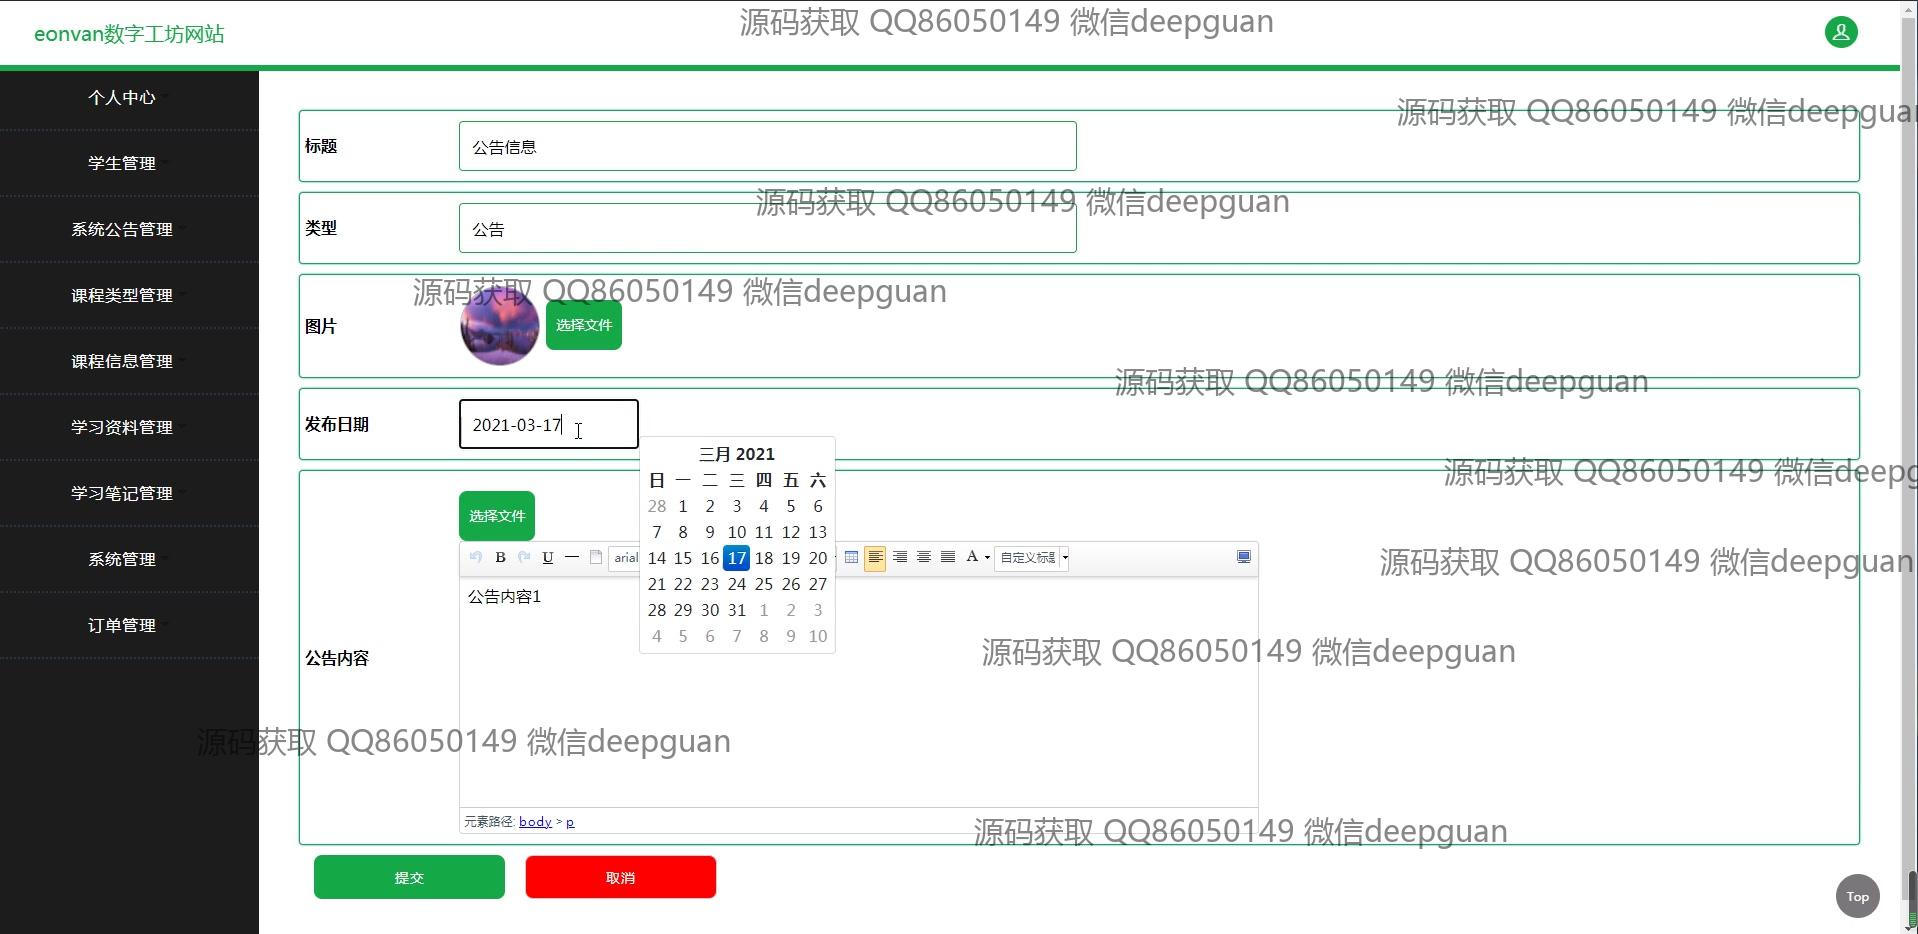 源码获取 QQ86050149 微信deepguan
eonvan数字工坊网站
个人中心
学生管理
系统公告管理
课程类型管理
课程信息管理
学习资料管理
学习笔记管理
系统管理
订单管理
源码获取 QQ86050149 微信deepguan
标题 公告信息
源码获取 QQ86050149 微信deepguan
类型 公告
源码获取 QQ86050149 微信deepguan
图片 选择文件
源码获取 QQ86050149 微信deepguan
发布日期 2021-03-17
三月 2021
日 一 二 三 四 五 六
28 1 2 3 4 5 6
7 8 9 10 11 12 13
14 15 16 17 18 19 20
21 22 23 24 25 26 27
28 29 30 31 1 2 3
4 5 6 7 8 9 10
源码获取 QQ86050149 微信deepg
选择文件
B U arial A 自定义标题
源码获取 QQ86050149 微信deepguan
公告内容1
公告内容
源码获取 QQ86050149 微信deepguan
源码获取 QQ86050149 微信deepguan
元素路径: body > p
源码获取 QQ86050149 微信deepguan
提交 取消
Top